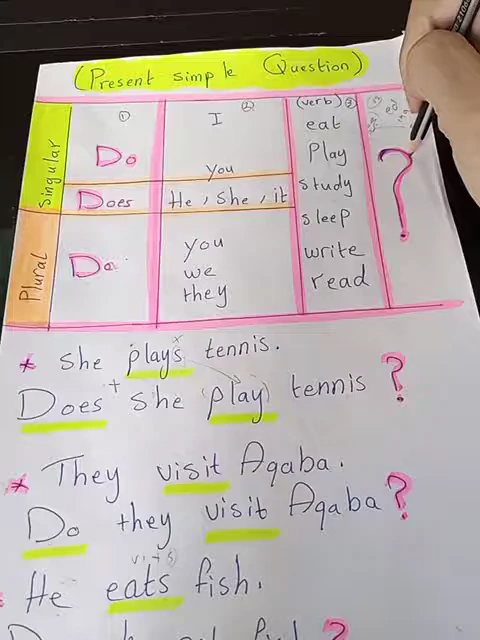 (Present simple Question)
Singular
① ② (verb) ③
Do I eat
you play
Does He, She, it study
sleep
Plural
Do you write
we read
they
?
* She plays tennis.
Does + she (play) tennis ?
* They visit Aqaba.
Do they visit Aqaba ?
He eats fish.